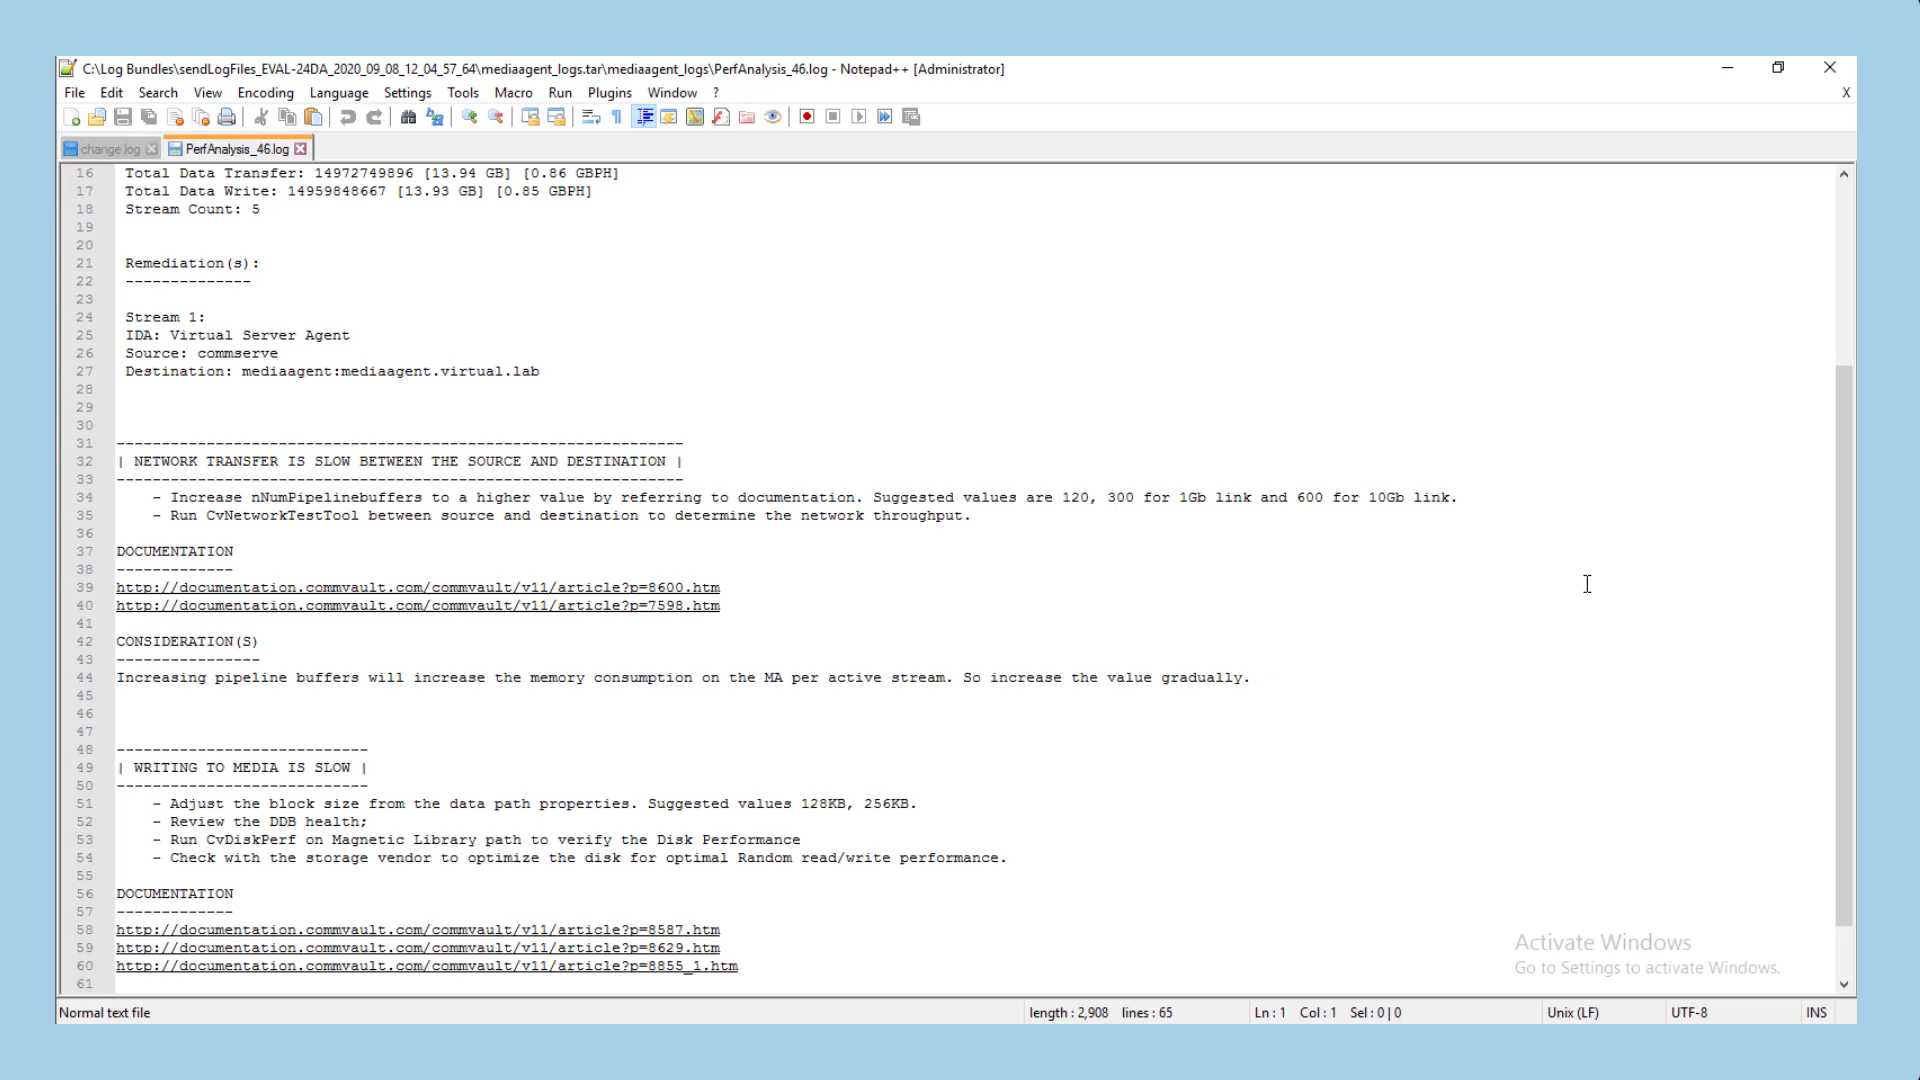 C:\Log Bundles\sendLogFiles_EVAL-24DA_2020_09_08_12_04_57_64\mediaagent_logs.tar\mediaagent_logs\PerfAnalysis_46.log - Notepad++ [Administrator]
File Edit Search View Encoding Language Settings Tools Macro Run Plugins Window ? X
change.log PerfAnalysis_46.log
16 Total Data Transfer: 14972749896 [13.94 GB] [0.86 GBPH]
17 Total Data Write: 14959848667 [13.93 GB] [0.85 GBPH]
18 Stream Count: 5
19
20
21 Remediation(s):
22 --------------
23
24 Stream 1:
25 IDA: Virtual Server Agent
26 Source: commserve
27 Destination: mediaagent:mediaagent.virtual.lab
28
29
30
31 ---------------------------------------------------------------
32 | NETWORK TRANSFER IS SLOW BETWEEN THE SOURCE AND DESTINATION |
33 ---------------------------------------------------------------
34 - Increase nNumPipelinebuffers to a higher value by referring to documentation. Suggested values are 120, 300 for 1Gb link and 600 for 10Gb link.
35 - Run CvNetworkTestTool between source and destination to determine the network throughput.
36
37 DOCUMENTATION
38 -------------
39 http://documentation.commvault.com/commvault/v11/article?p=8600.htm
40 http://documentation.commvault.com/commvault/v11/article?p=7598.htm
41
42 CONSIDERATION(S)
43 ----------------
44 Increasing pipeline buffers will increase the memory consumption on the MA per active stream. So increase the value gradually.
45
46
47
48 ----------------------------
49 | WRITING TO MEDIA IS SLOW |
50 ----------------------------
51 - Adjust the block size from the data path properties. Suggested values 128KB, 256KB.
52 - Review the DDB health;
53 - Run CvDiskPerf on Magnetic Library path to verify the Disk Performance
54 - Check with the storage vendor to optimize the disk for optimal Random read/write performance.
55
56 DOCUMENTATION
57 -------------
58 http://documentation.commvault.com/commvault/v11/article?p=8587.htm
59 http://documentation.commvault.com/commvault/v11/article?p=8629.htm
60 http://documentation.commvault.com/commvault/v11/article?p=8855_1.htm
61
Activate Windows
Go to Settings to activate Windows.
Normal text file length : 2,908 lines : 65 Ln : 1 Col : 1 Sel : 0 | 0 Unix (LF) UTF-8 INS